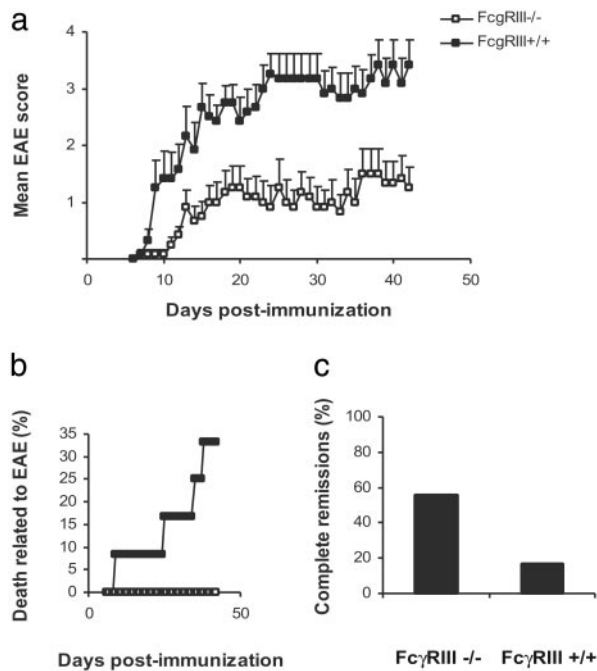 a
FcgRIII-/-
FcgRIII+/+
Mean EAE score
4
3
2
1
0
10
20
30
40
50
Days post-immunization
b
Death related to EAE (%)
35
30
25
20
15
10
5
0
0
50
Days post-immunization
c
Complete remissions (%)
100
80
60
40
20
0
FcγRIII -/-
FcγRIII +/+